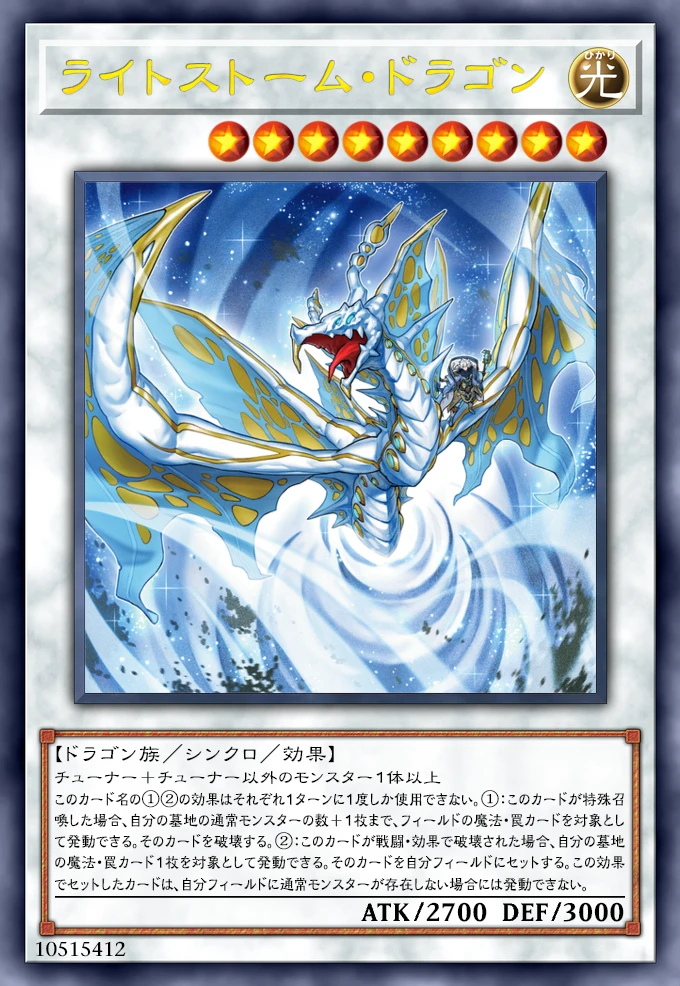 ライトストーム・ドラゴン
ひかり
光
【ドラゴン族／シンクロ／効果】
チューナー＋チューナー以外のモンスター1体以上
このカード名の①②の効果はそれぞれ1ターンに1度しか使用できない。①：このカードが特殊召
喚した場合、自分の墓地の通常モンスターの数＋1枚まで、フィールドの魔法・罠カードを対象とし
て発動できる。そのカードを破壊する。②：このカードが戦闘・効果で破壊された場合、自分の墓地
の魔法・罠カード1枚を対象として発動できる。そのカードを自分フィールドにセットする。この効果
でセットしたカードは、自分フィールドに通常モンスターが存在しない場合には発動できない。
ATK/2700 DEF/3000
10515412